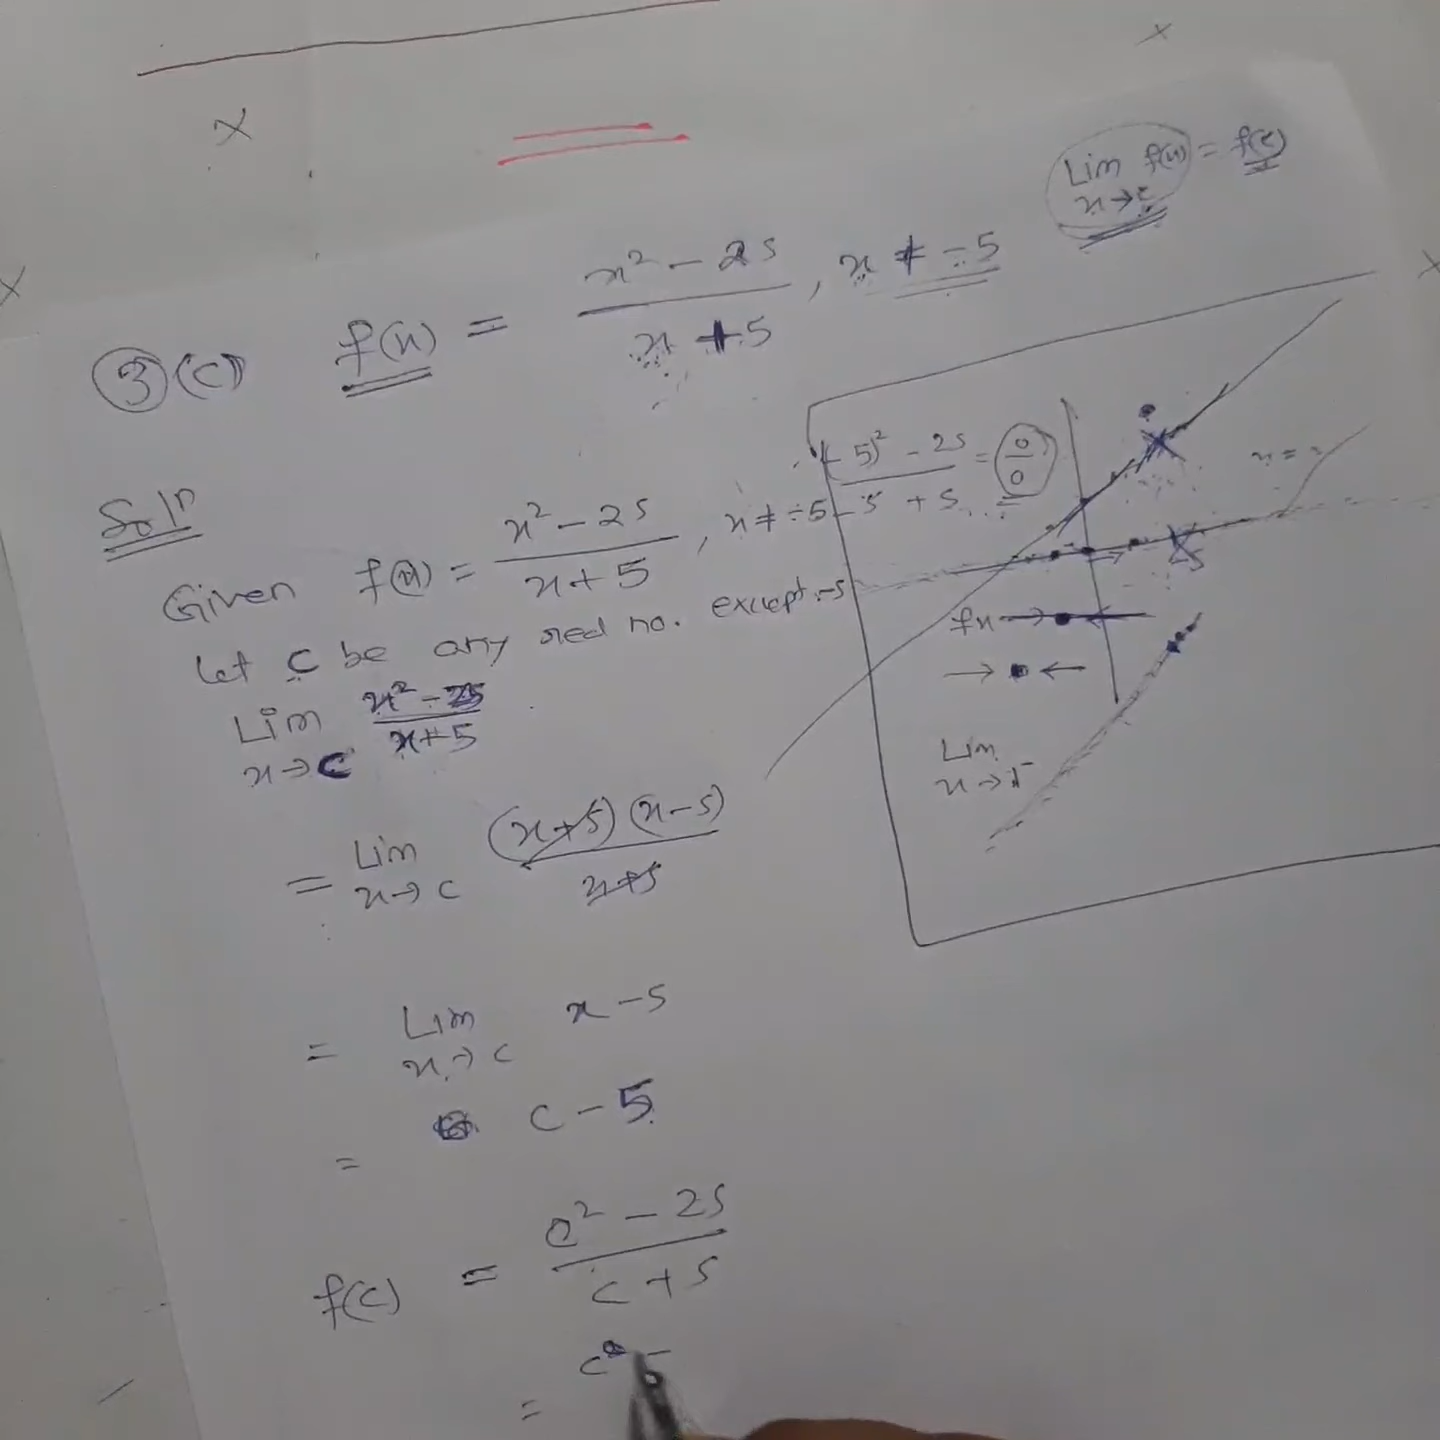 Lim f(x) = f(c)
x→c
③(c) f(x) = x² − 25 / x + 5 , x ≠ −5
Soln
Given f(x) = x² − 25 / x + 5 , x ≠ −5
(−5)² − 25 / −5 + 5 = 0/0
Let c be any real no. except −5
Lim x² − 25 / x + 5
x→c
= Lim (x+5)(x−5) / x+5
x→c
= Lim x − 5
x→c
= c − 5
f(c) = c² − 25 / c + 5
=
fx → ←
→ ←
Lim
x →